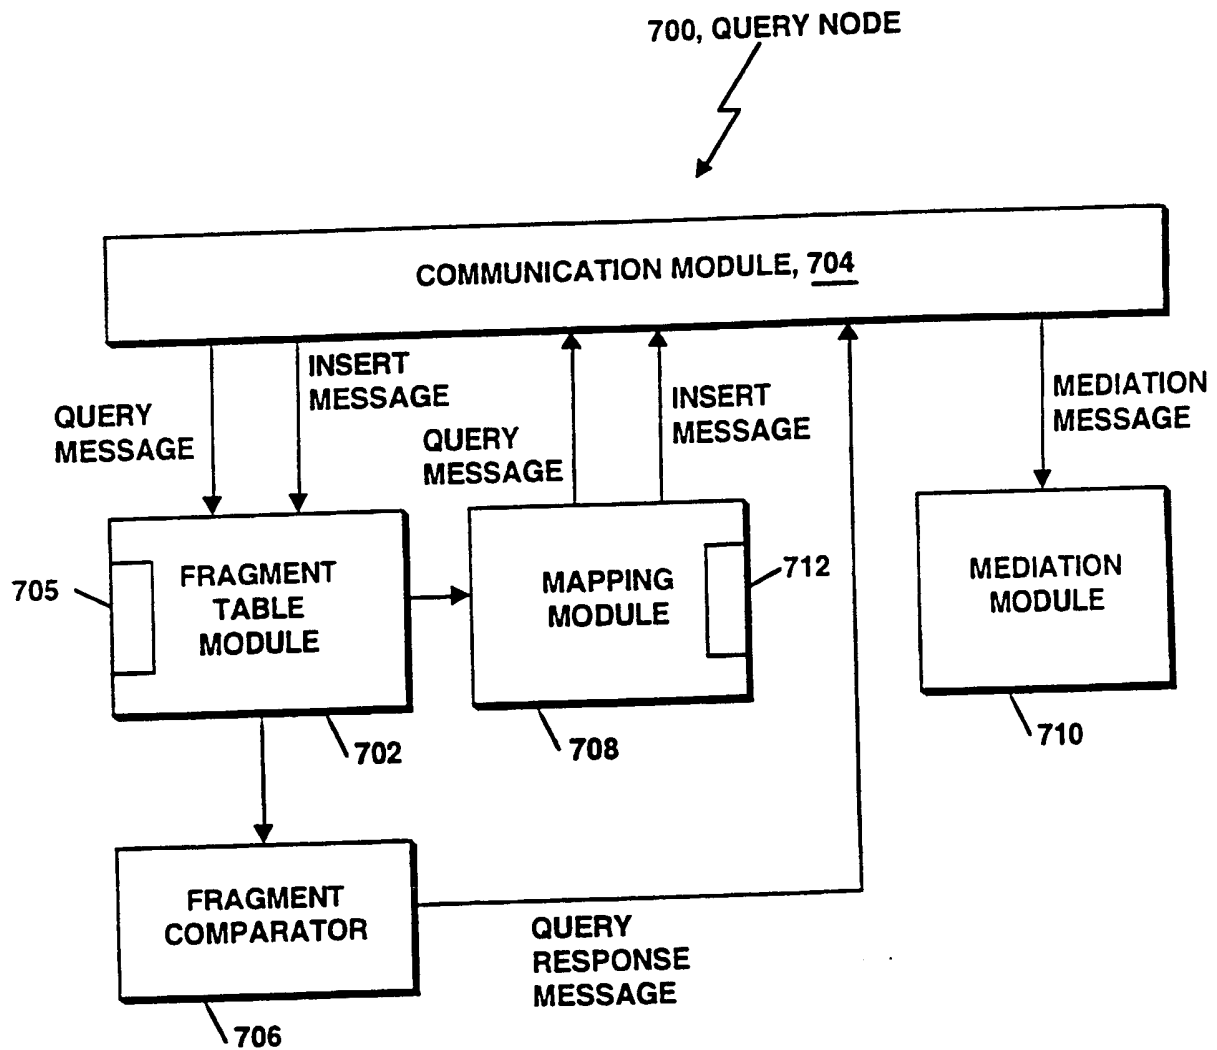 700, QUERY NODE
COMMUNICATION MODULE, 704
QUERY
MESSAGE
INSERT
MESSAGE
QUERY
MESSAGE
INSERT
MESSAGE
MEDIATION
MESSAGE
705
FRAGMENT
TABLE
MODULE
702
MAPPING
MODULE
712
708
MEDIATION
MODULE
710
FRAGMENT
COMPARATOR
706
QUERY
RESPONSE
MESSAGE